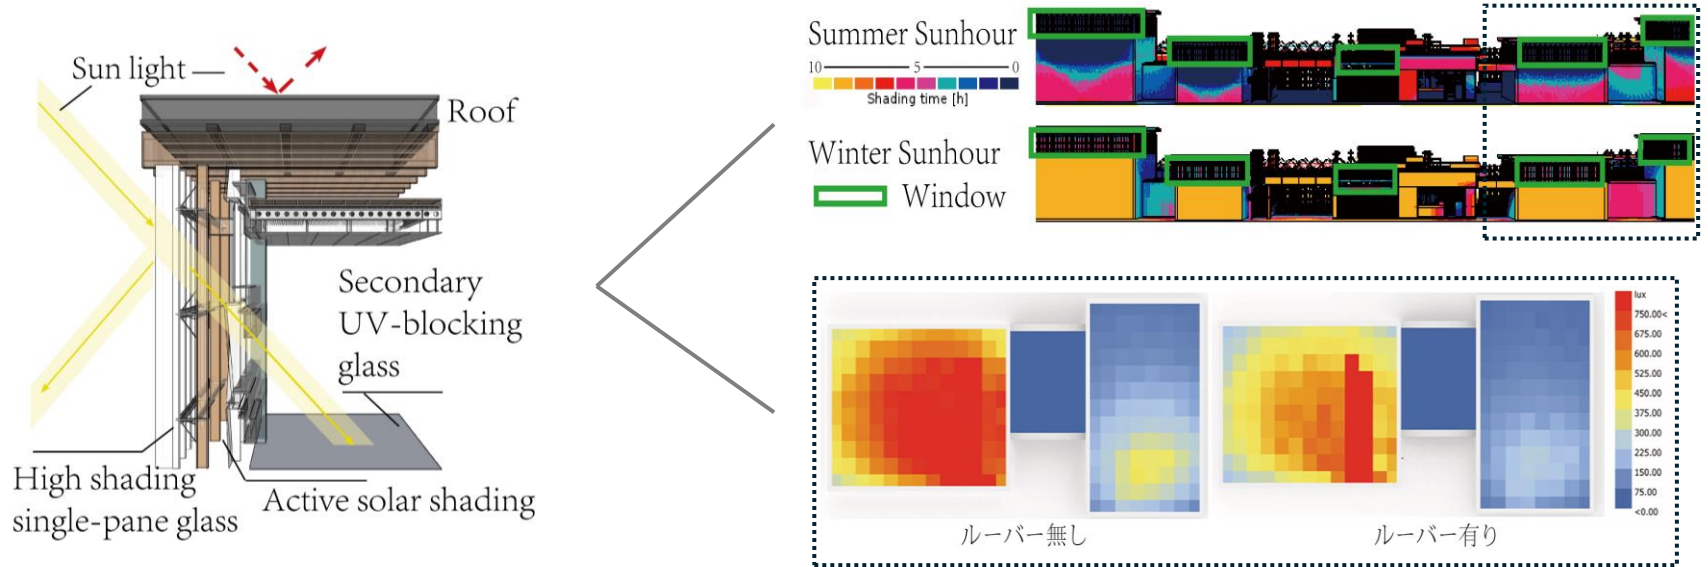 Sun light
Roof
Secondary
UV-blocking
glass
High shading
single-pane glass
Active solar shading
Summer Sunhour
10 5 0
Shading time [h]
Winter Sunhour
Window
lux
750.00<
675.00
600.00
525.00
450.00
375.00
300.00
225.00
150.00
75.00
<0.00
ルーバー無し
ルーバー有り